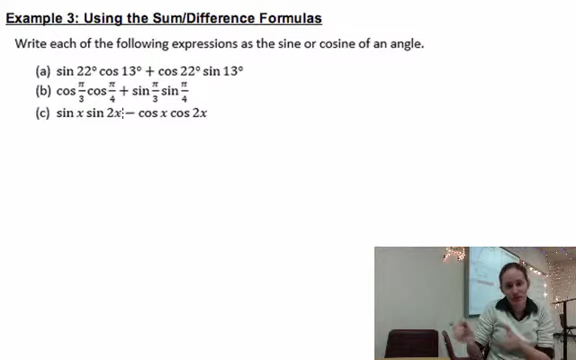 Example 3: Using the Sum/Difference Formulas
Write each of the following expressions as the sine or cosine of an angle.
(a) sin 22° cos 13° + cos 22° sin 13°
(b) cos π/3 cos π/4 + sin π/3 sin π/4
(c) sin x sin 2x − cos x cos 2x